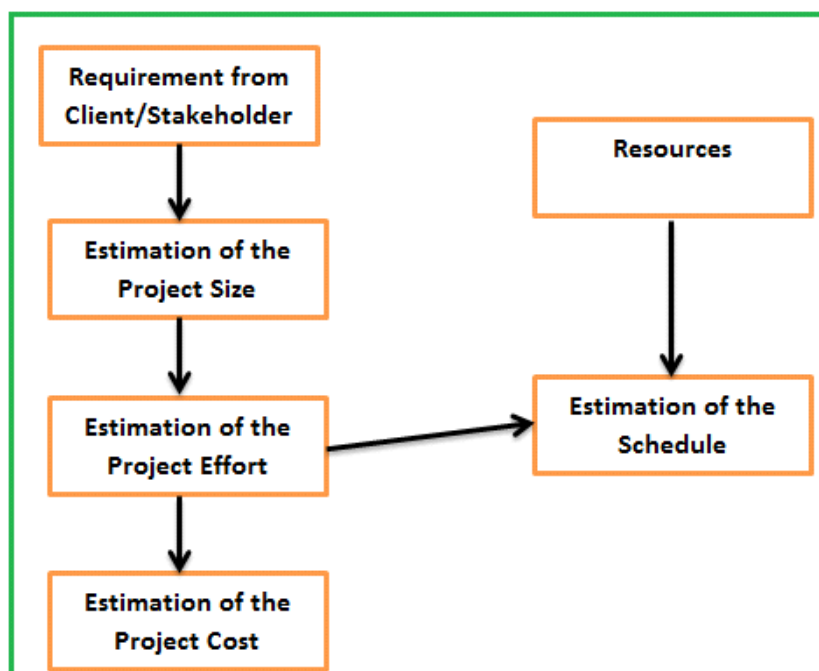 Requirement from
Client/Stakeholder
Resources
Estimation of the
Project Size
Estimation of the
Project Effort
Estimation of the
Schedule
Estimation of the
Project Cost